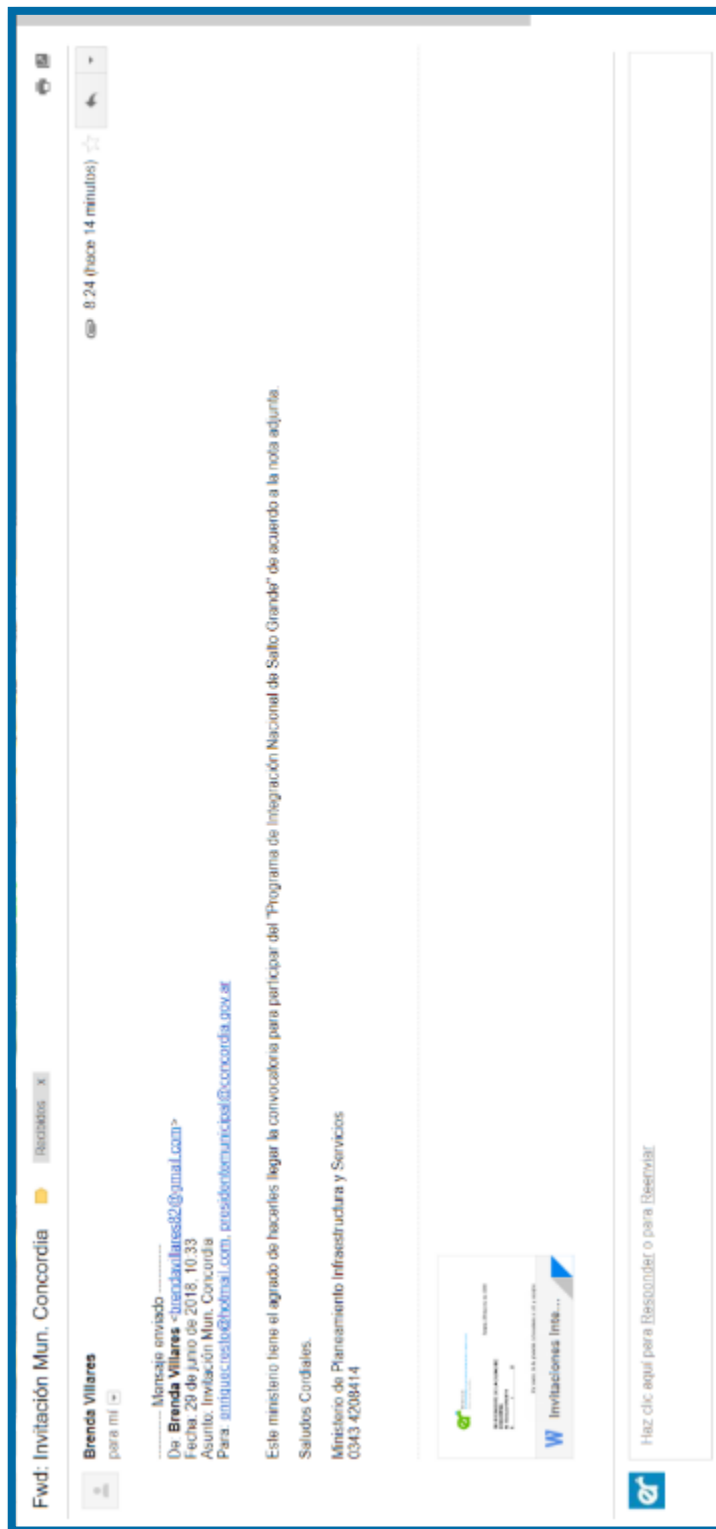 Fwd: Invitación Mun. Concordia
Recibidos x
Brenda Villares
8:24 (hace 14 minutos)
para mí
---------- Mensaje enviado ----------
De: Brenda Villares <brendavillares82@gmail.com>
Fecha: 29 de junio de 2018, 10:33
Asunto: Invitación Mun. Concordia
Para: enriquecresto@hotmail.com, presidentemunicipal@concordia.gov.ar
Este ministerio tiene el agrado de hacerles llegar la convocatoria para participar del "Programa de Integración Nacional de Salto Grande" de acuerdo a la nota adjunta.
Saludos Cordiales.
Ministerio de Planeamiento Infraestructura y Servicios
0343 4208414
er
W Invitaciones Inte...
er
Haz clic aquí para Responder o para Reenviar